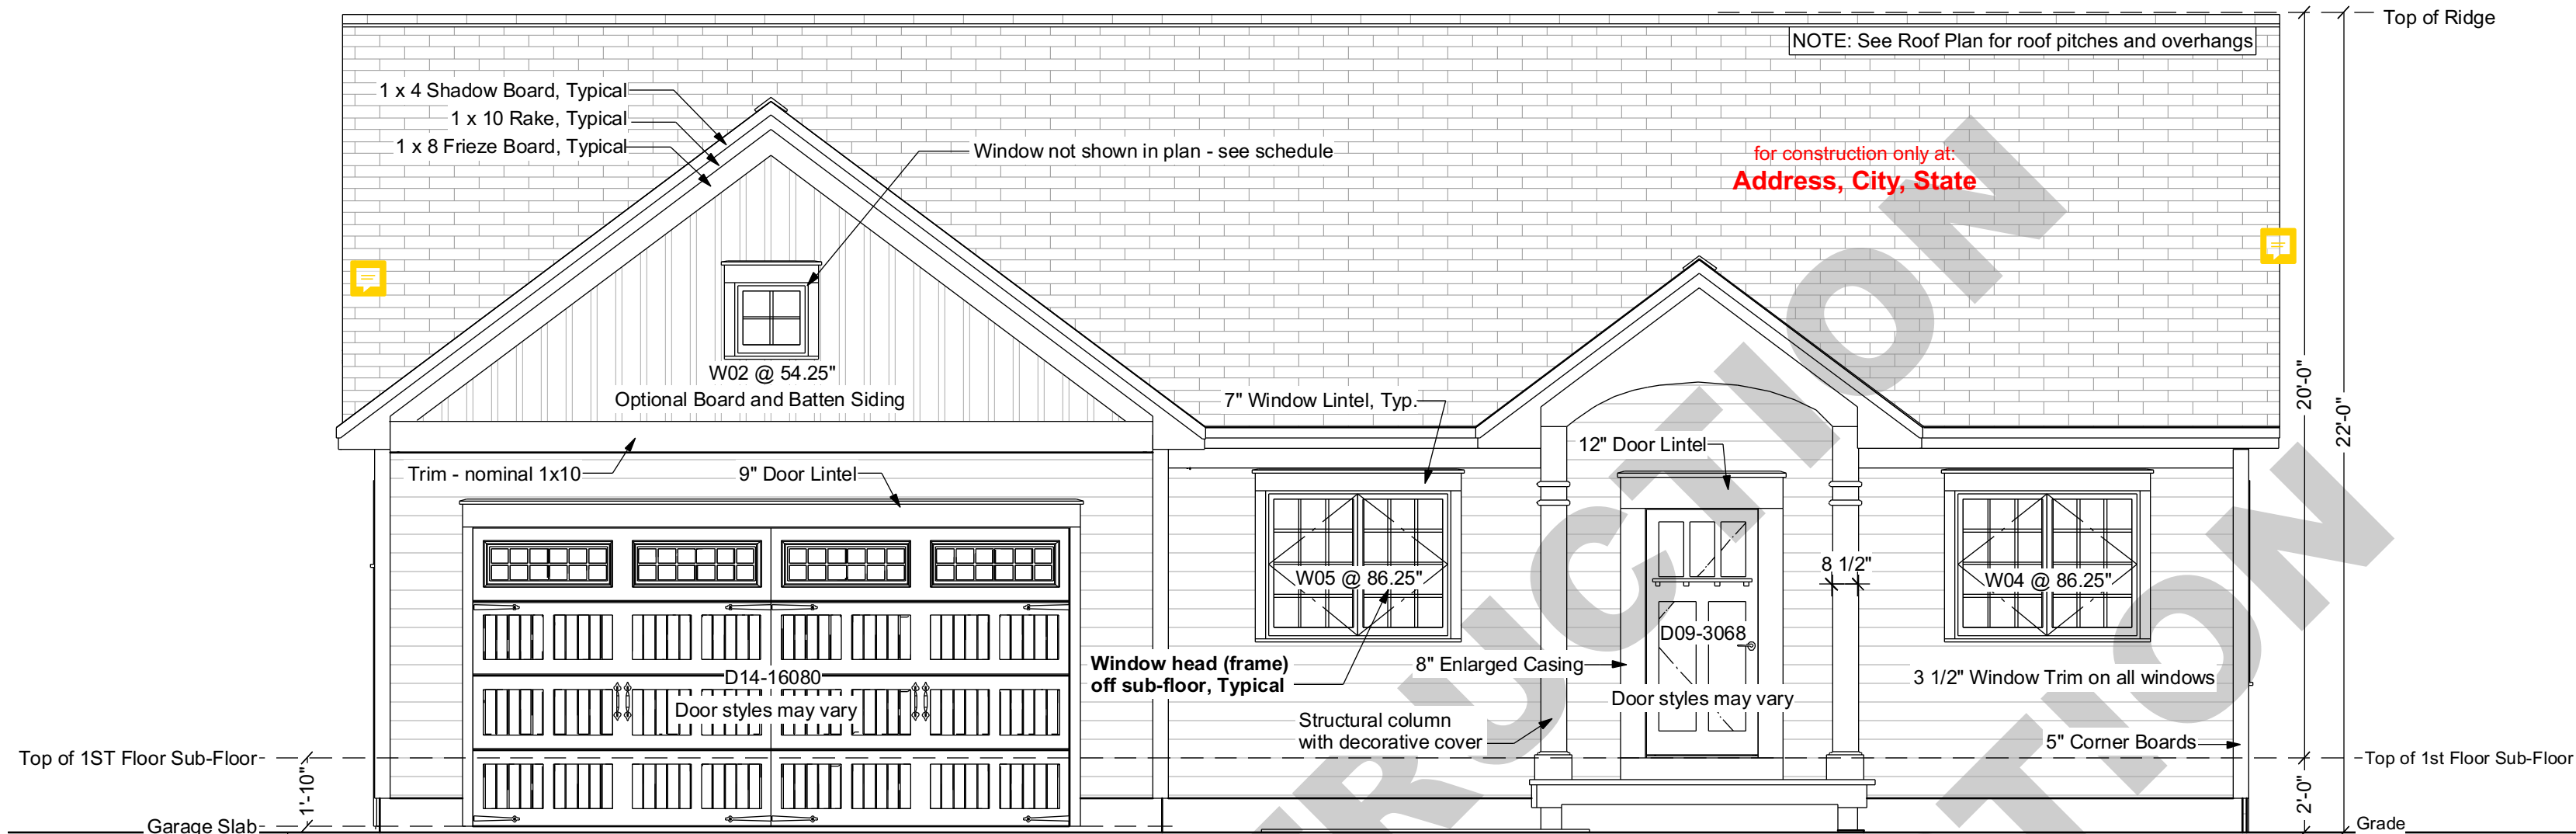 Top of Ridge
NOTE: See Roof Plan for roof pitches and overhangs
1 x 4 Shadow Board, Typical
1 x 10 Rake, Typical
1 x 8 Frieze Board, Typical
Window not shown in plan - see schedule
for construction only at:
Address, City, State
W02 @ 54.25"
Optional Board and Batten Siding
7" Window Lintel, Typ.
20'-0"
22'-0"
12" Door Lintel
Trim - nominal 1x10
9" Door Lintel
8 1/2"
W05 @ 86.25"
W04 @ 86.25"
D09-3068
Window head (frame)
off sub-floor, Typical
8" Enlarged Casing
D14-16080
3 1/2" Window Trim on all windows
Door styles may vary
Door styles may vary
Structural column
with decorative cover
5" Corner Boards
Top of 1ST Floor Sub-Floor
Top of 1st Floor Sub-Floor
1'-10"
2'-0"
Garage Slab
Grade
RUCTION
TION